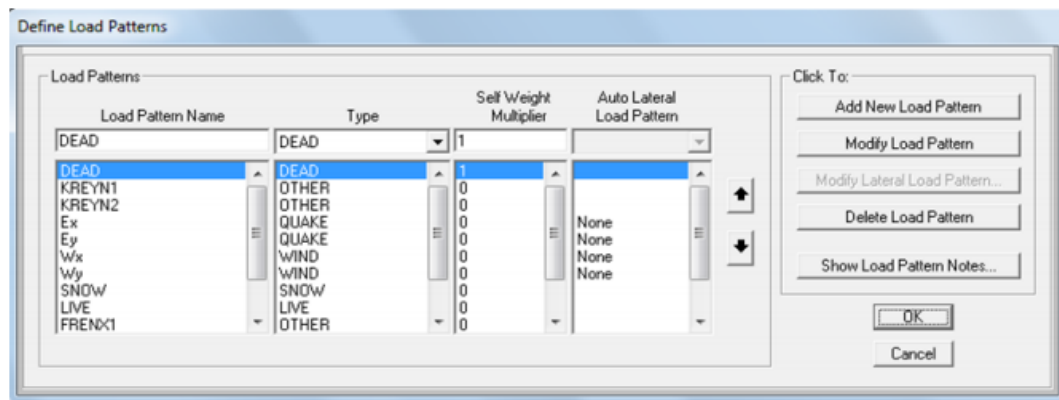 Define Load Patterns
Load Patterns
Click To:
Load Pattern Name Type Self Weight Multiplier Auto Lateral Load Pattern
DEAD DEAD 1
DEAD DEAD 1
KREYN1 OTHER 0
KREYN2 OTHER 0
Ex QUAKE 0 None
Ey QUAKE 0 None
Wx WIND 0 None
Wy WIND 0 None
SNOW SNOW 0
LIVE LIVE 0
FRENX1 OTHER 0
Add New Load Pattern
Modify Load Pattern
Modify Lateral Load Pattern...
Delete Load Pattern
Show Load Pattern Notes...
OK
Cancel